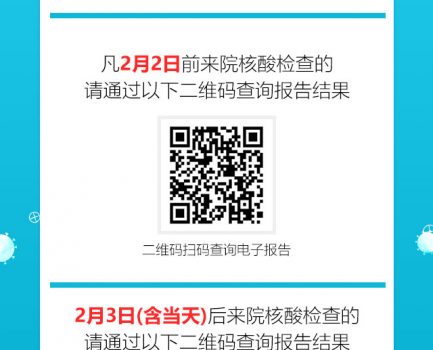 凡2月2日前来院核酸检查的
请通过以下二维码查询报告结果
二维码扫码查询电子报告
2月3日(含当天)后来院核酸检查的
请通过以下二维码查询报告结果